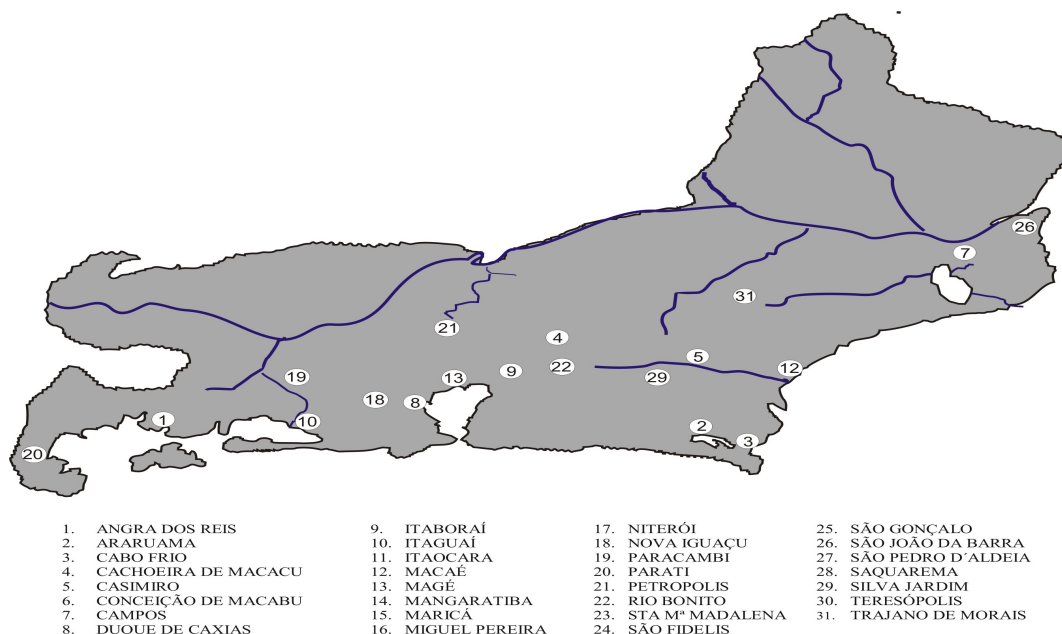 26
7
31
21
4
5
22
12
9
13
29
19
18
8
10
1
2
3
20
1. ANGRA DOS REIS
2. ARARUAMA
3. CABO FRIO
4. CACHOEIRA DE MACACU
5. CASIMIRO
6. CONCEIÇÃO DE MACABU
7. CAMPOS
8. DUQUE DE CAXIAS
9. ITABORAÍ
10. ITAGUAÍ
11. ITAOCARA
12. MACAÉ
13. MAGÉ
14. MANGARATIBA
15. MARICÁ
16. MIGUEL PEREIRA
17. NITERÓI
18. NOVA IGUAÇU
19. PARACAMBI
20. PARATI
21. PETROPOLIS
22. RIO BONITO
23. STA Mª MADALENA
24. SÃO FIDELIS
25. SÃO GONÇALO
26. SÃO JOÃO DA BARRA
27. SÃO PEDRO D´ALDEIA
28. SAQUAREMA
29. SILVA JARDIM
30. TERESÓPOLIS
31. TRAJANO DE MORAIS